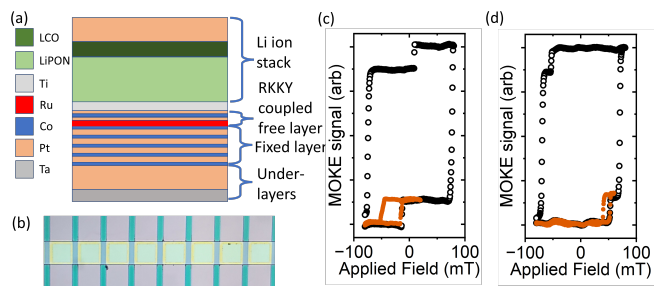 (a)
LCO
LiPON
Ti
Ru
Co
Pt
Ta
Li ion
stack
RKKY
coupled
free layer
Fixed layer
Under-
layers
(b)
(c)
MOKE signal (arb)
−100
0
100
Applied Field (mT)
(d)
MOKE signal (arb)
−100
0
100
Applied Field (mT)